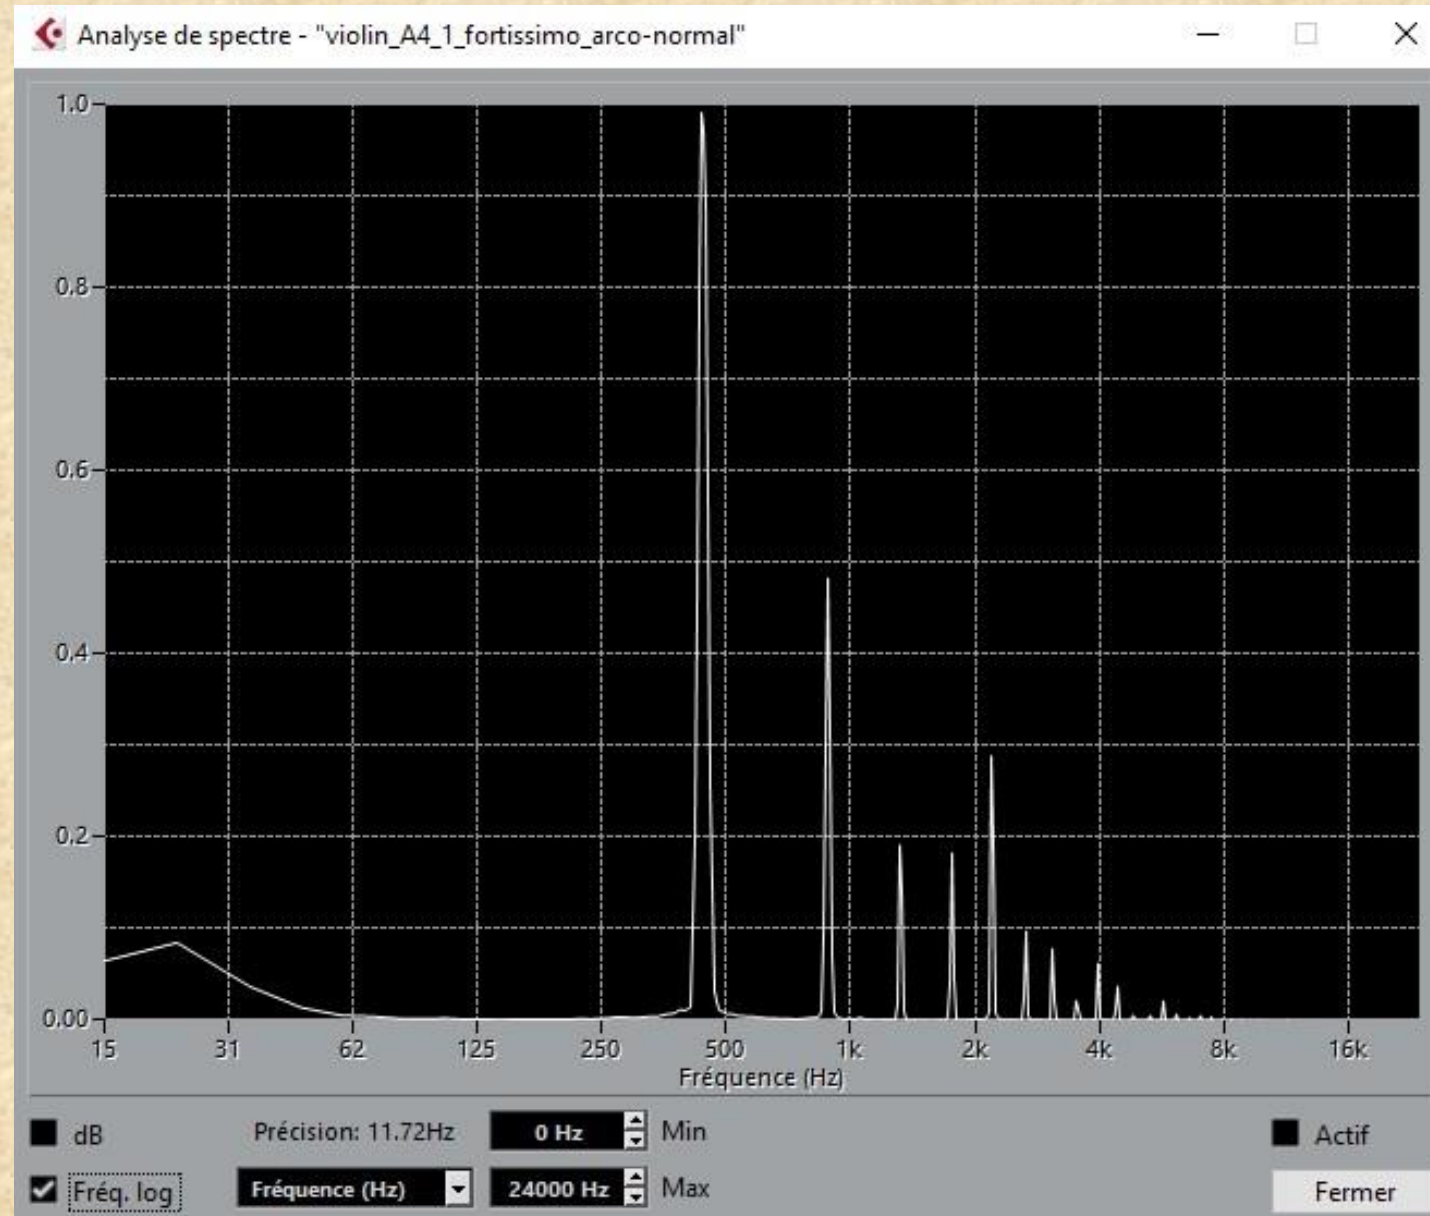 Analyse de spectre - "violin_A4_1_fortissimo_arco-normal"
1.0
0.8
0.6
0.4
0.2
0.00
15 31 62 125 250 500 1k 2k 4k 8k 16k
Fréquence (Hz)
dB Précision: 11.72Hz 0 Hz Min Actif
Fréq. log Fréquence (Hz) 24000 Hz Max Fermer